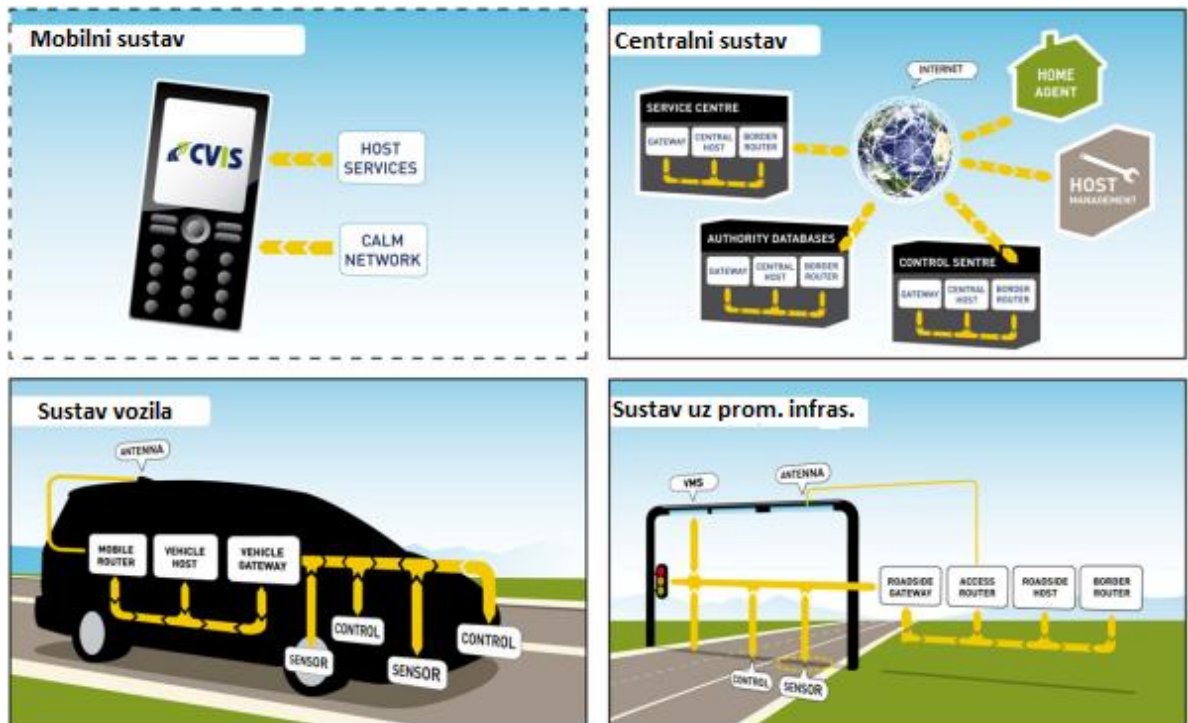 Mobilni sustav
CVIS
HOST
SERVICES
CALM
NETWORK
Centralni sustav
INTERNET
HOME
AGENT
SERVICE CENTRE
GATEWAY
CENTRAL
HOST
BORDER
ROUTER
HOST
MANAGEMENT
AUTHORITY DATABASES
GATEWAY
CENTRAL
HOST
BORDER
ROUTER
CONTROL SENTRE
GATEWAY
CENTRAL
HOST
BORDER
ROUTER
Sustav vozila
ANTENNA
MOBILE
ROUTER
VEHICLE
HOST
VEHICLE
GATEWAY
SENSOR
CONTROL
SENSOR
CONTROL
Sustav uz prom. infras.
VMS
ANTENNA
ROADSIDE
GATEWAY
ACCESS
ROUTER
ROADSIDE
HOST
BORDER
ROUTER
CONTROL
SENSOR